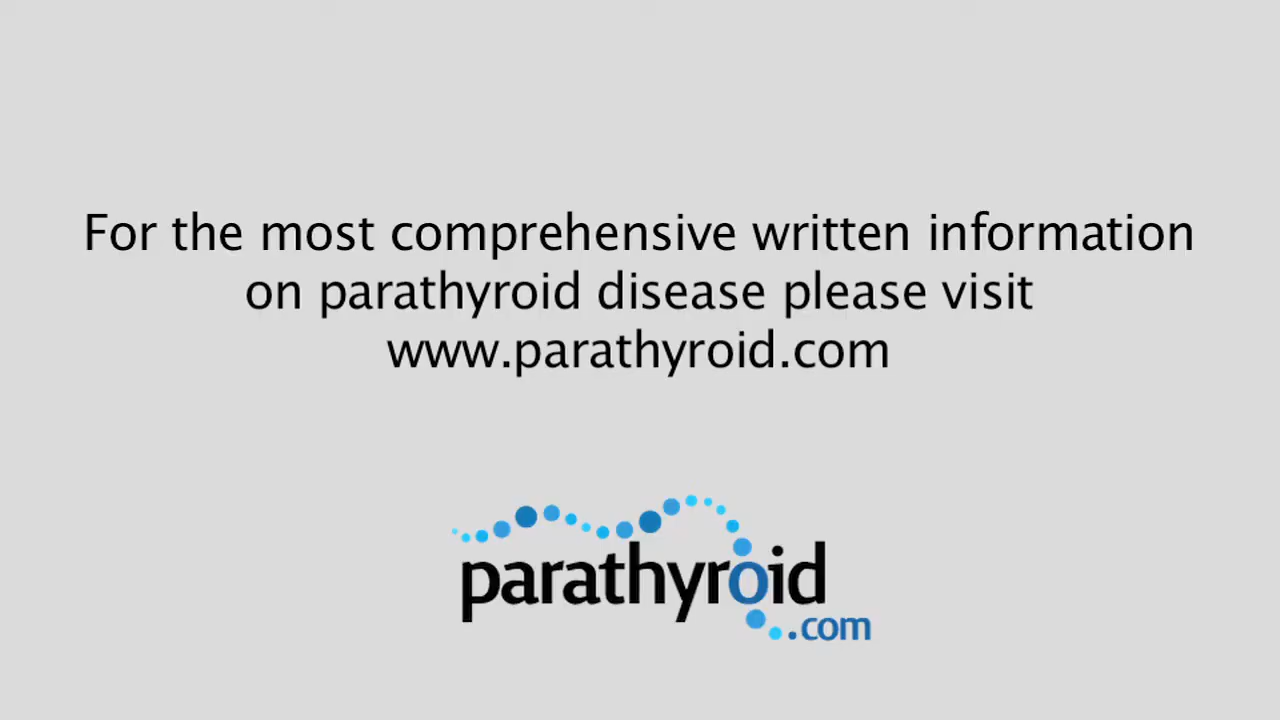 For the most comprehensive written information
on parathyroid disease please visit
www.parathyroid.com
parathyroid
.com